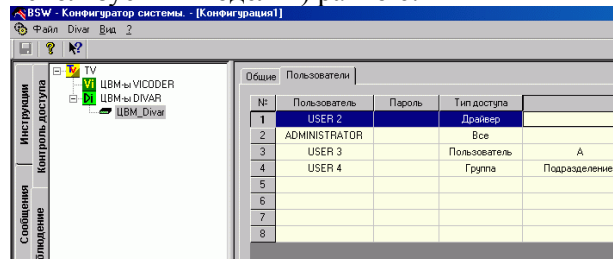 BSW - Конфигуратор системы. - [Конфигурация1]
Файл Divar Вид ?
TV
ЦВМ-ы VICODER
ЦВМ-ы DIVAR
ЦВМ_Divar
Инструкции
Контроль доступа
Сообщения
Общие Пользователи
№ Пользователь Пароль Тип доступа
1 USER 2 Драйвер
2 ADMINISTRATOR Все
3 USER 3 Пользователь А
4 USER 4 Группа Подразделение
5
6
7
8